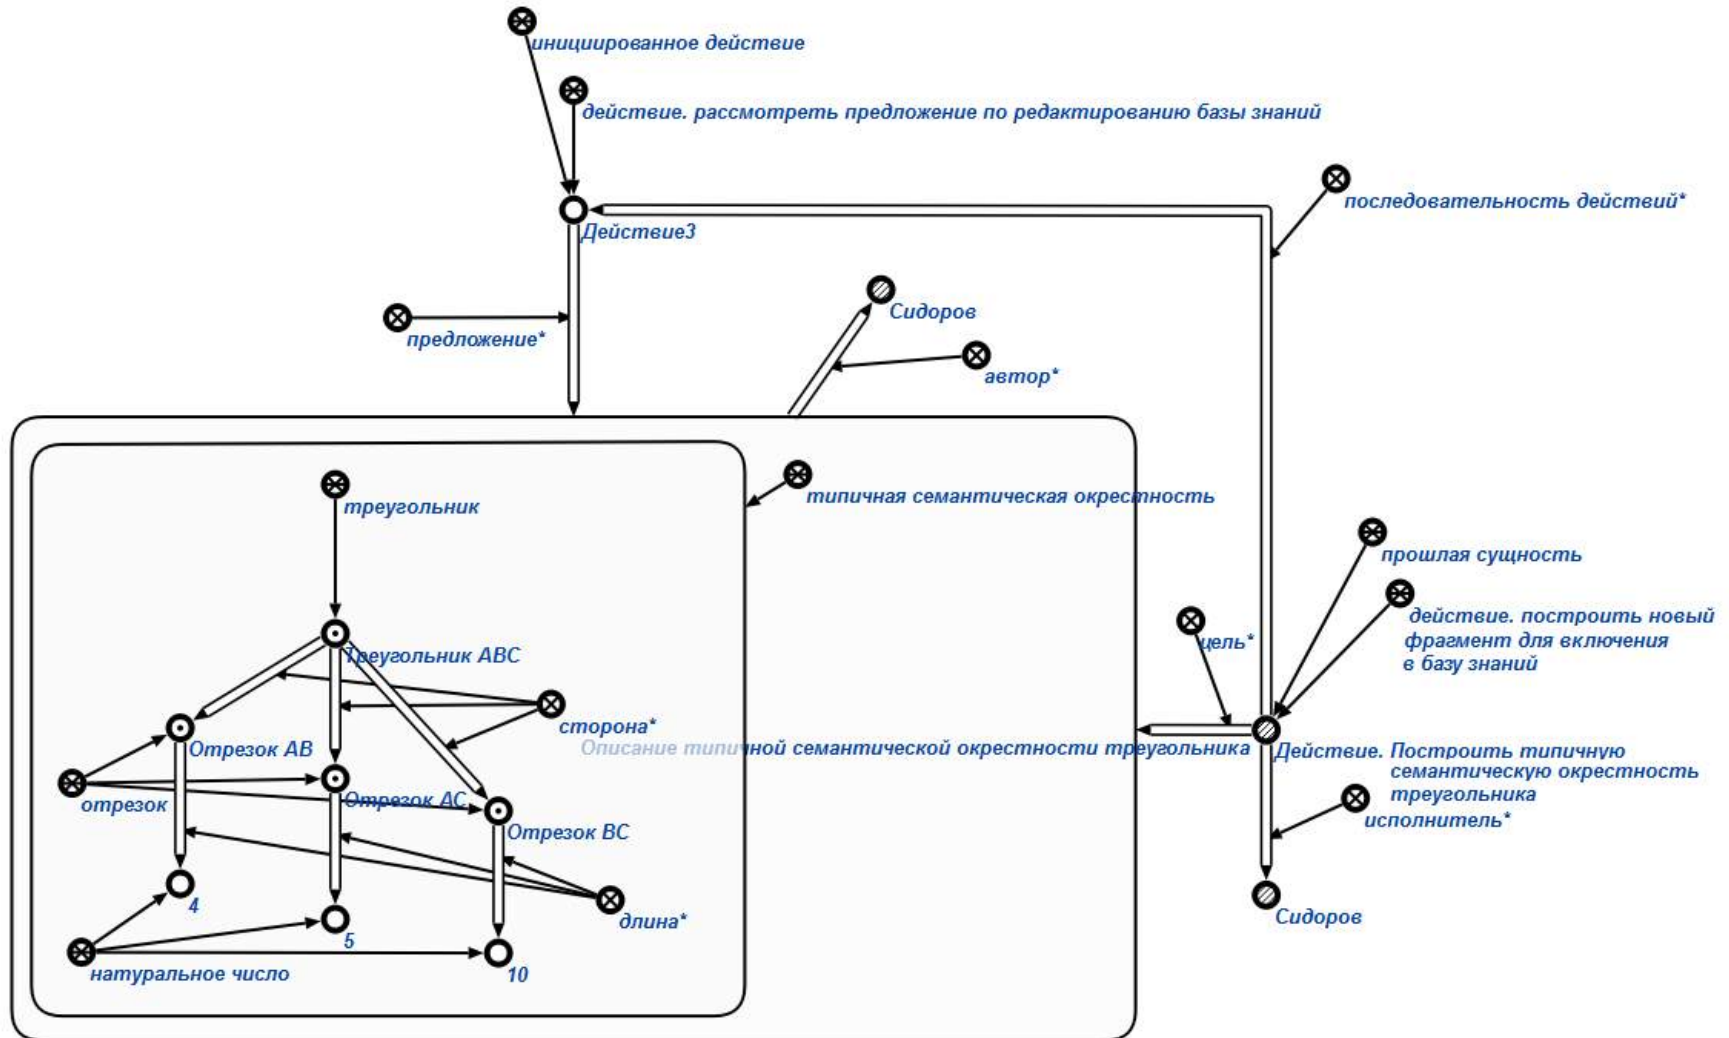 инициированное действие
действие. рассмотреть предложение по редактированию базы знаний
последовательность действий*
Действие3
Сидоров
предложение*
автор*
типичная семантическая окрестность
треугольник
прошлая сущность
действие. построить новый
фрагмент для включения
в базу знаний
цель*
Треугольник ABC
сторона*
Отрезок AB
Описание типичной семантической окрестности треугольника
Действие. Построить типичную
семантическую окрестность
треугольника
отрезок
Отрезок AC
исполнитель*
Отрезок BC
4
длина*
Сидоров
5
натуральное число
10